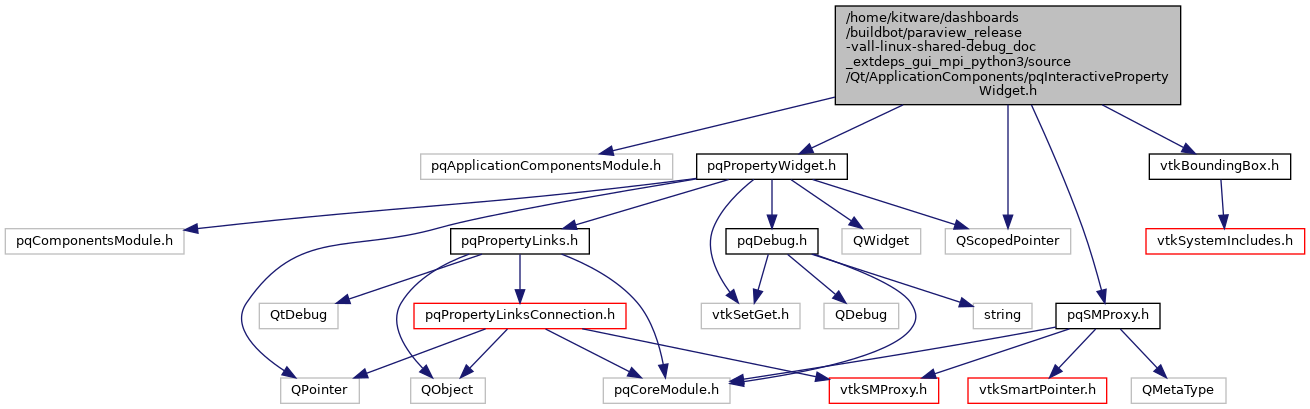 /home/kitware/dashboards
/buildbot/paraview_release
-vall-linux-shared-debug_doc
_extdeps_gui_mpi_python3/source
/Qt/ApplicationComponents/pqInteractiveProperty
Widget.h
pqApplicationComponentsModule.h
pqPropertyWidget.h
vtkBoundingBox.h
pqComponentsModule.h
pqPropertyLinks.h
pqDebug.h
QWidget
QScopedPointer
vtkSystemIncludes.h
QtDebug
pqPropertyLinksConnection.h
vtkSetGet.h
QDebug
string
pqSMProxy.h
QPointer
QObject
pqCoreModule.h
vtkSMProxy.h
vtkSmartPointer.h
QMetaType